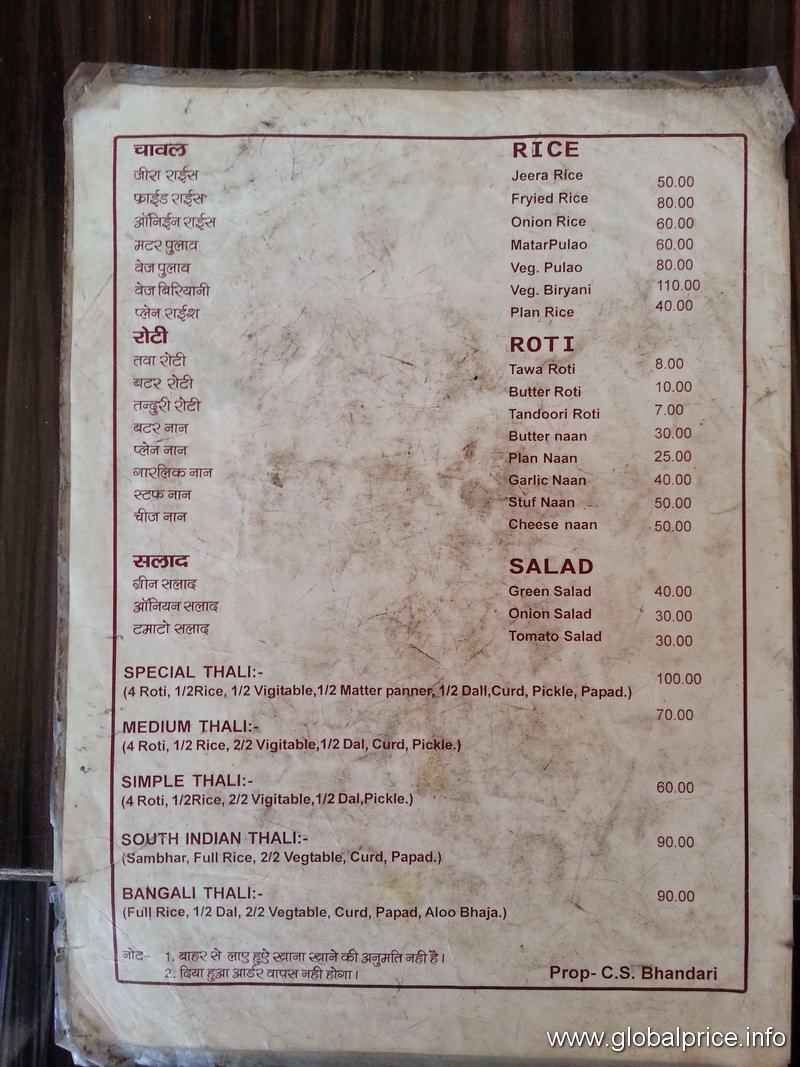 चावल RICE
जीरा राईस Jeera Rice 50.00
फ्राईड राईस Fryied Rice 80.00
ऑनिईन राईस Onion Rice 60.00
मटर पुलाव MatarPulao 60.00
वेज पुलाव Veg. Pulao 80.00
वेज बिरियानी Veg. Biryani 110.00
प्लेन राईश Plan Rice 40.00
रोटी ROTI
तवा रोटी Tawa Roti 8.00
बटर रोटी Butter Roti 10.00
तन्दुरी रोटी Tandoori Roti 7.00
बटर नान Butter naan 30.00
प्लेन नान Plan Naan 25.00
गारलिक नान Garlic Naan 40.00
स्टफ नान Stuf Naan 50.00
चीज नान Cheese naan 50.00
सलाद SALAD
ग्रीन सलाद Green Salad 40.00
ऑनियन सलाद Onion Salad 30.00
टमाटो सलाद Tomato Salad 30.00
SPECIAL THALI:- 100.00
(4 Roti, 1/2Rice, 1/2 Vigitable,1/2 Matter panner, 1/2 Dall,Curd, Pickle, Papad.)
MEDIUM THALI:- 70.00
(4 Roti, 1/2 Rice, 2/2 Vigitable,1/2 Dal, Curd, Pickle.)
SIMPLE THALI:- 60.00
(4 Roti, 1/2Rice, 2/2 Vigitable,1/2 Dal,Pickle.)
SOUTH INDIAN THALI:- 90.00
(Sambhar, Full Rice, 2/2 Vegtable, Curd, Papad.)
BANGALI THALI:- 90.00
(Full Rice, 1/2 Dal, 2/2 Vegtable, Curd, Papad, Aloo Bhaja.)
नोट- 1. बाहर से लाए हुऐ खाना खाने की अनुमति नही है।
2. दिया हुआ आर्डर वापस नही होगा। Prop- C.S. Bhandari
www.globalprice.info